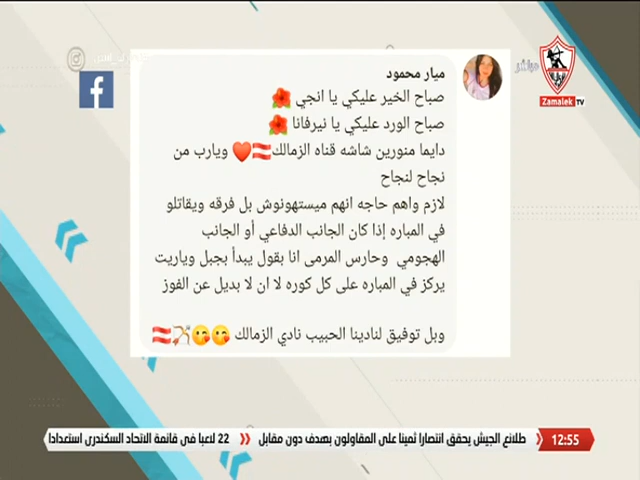 مباشر
Zamalek TV
ميار محمود
صباح الخير عليكي يا انجي 🌺
صباح الورد عليكي يا نيرفانا 🌺
دايما منورين شاشه قناه الزمالك🇦🇹❤️ ويارب من
نجاح لنجاح
لازم واهم حاجه انهم ميستهونوش بل فرقه ويقاتلو
في المباره إذا كان الجانب الدفاعي أو الجانب
الهجومي وحارس المرمى انا بقول يبدأ بجبل وياريت
يركز في المباره على كل كوره لا ان لا بديل عن الفوز
وبل توفيق لنادينا الحبيب نادي الزمالك 😋😋🏹🇦🇹
12:55 طلائع الجيش يحقق انتصارا ثمينا على المقاولون بهدف دون مقابل 22 لاعبا فى قائمة الاتحاد السكندرى استعدادا